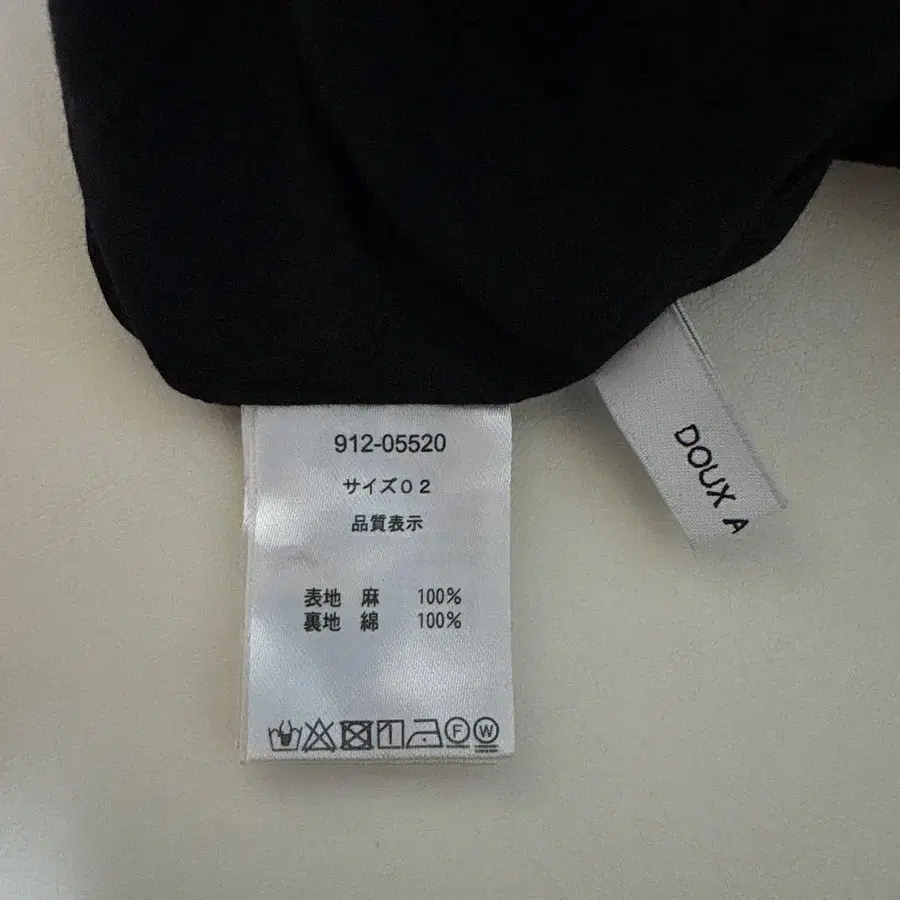 912-05520
サイズ02
品質表示
表地 麻 100%
裏地 綿 100%
F W
DOUX A